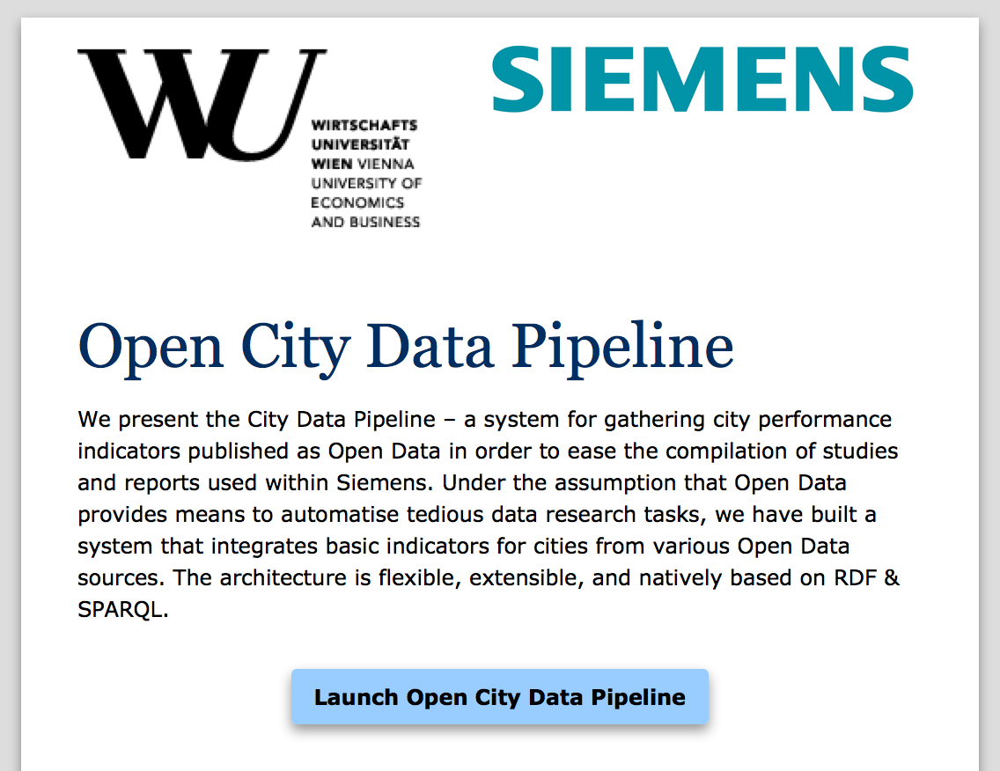 WU
WIRTSCHAFTS
UNIVERSITÄT
WIEN VIENNA
UNIVERSITY OF
ECONOMICS
AND BUSINESS
SIEMENS
Open City Data Pipeline
We present the City Data Pipeline – a system for gathering city performance
indicators published as Open Data in order to ease the compilation of studies
and reports used within Siemens. Under the assumption that Open Data
provides means to automatise tedious data research tasks, we have built a
system that integrates basic indicators for cities from various Open Data
sources. The architecture is flexible, extensible, and natively based on RDF &
SPARQL.
Launch Open City Data Pipeline